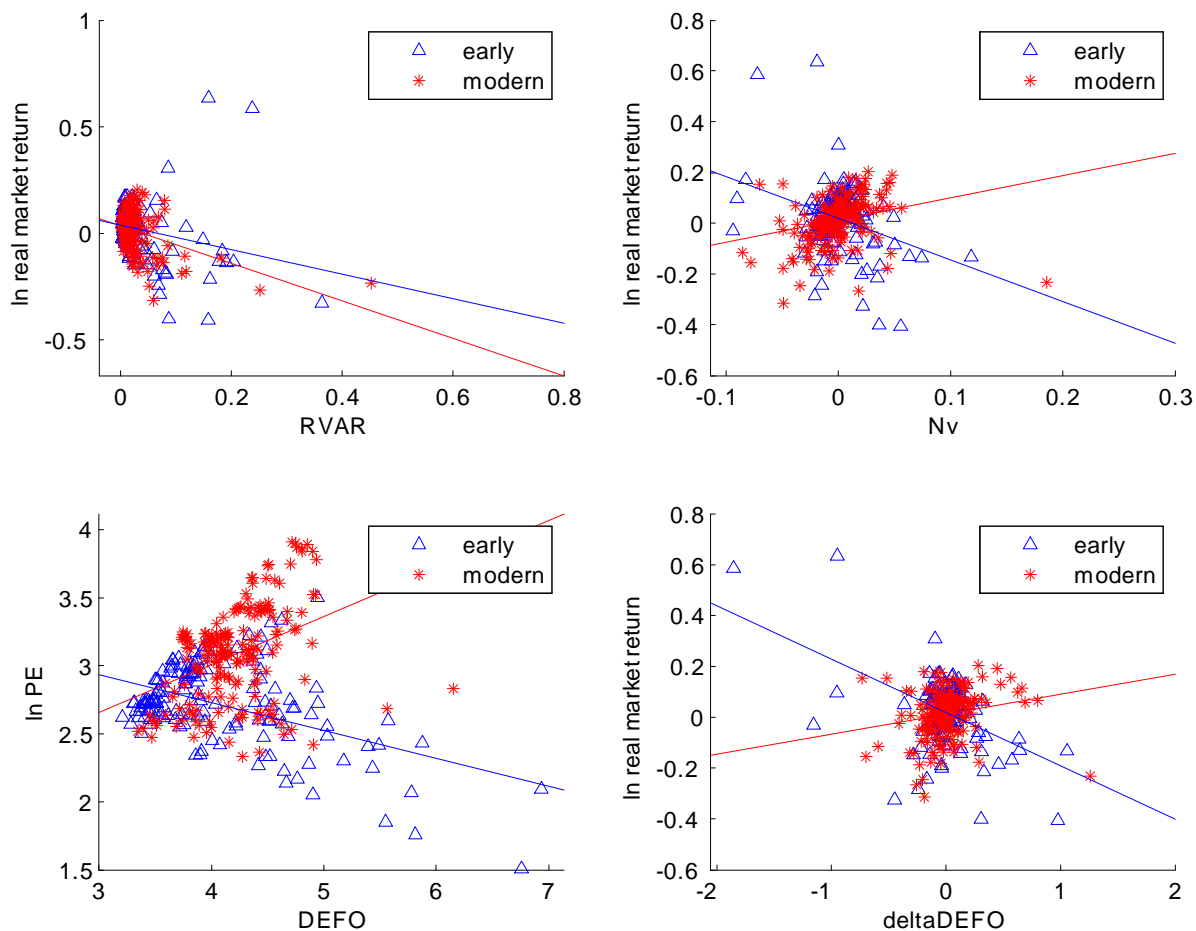 1
0.5
0
-0.5
0 0.2 0.4 0.6 0.8
ln real market return
RVAR
early
modern
0.8
0.6
0.4
0.2
0
-0.2
-0.4
-0.6
-0.1 0 0.1 0.2 0.3
ln real market return
Nv
early
modern
4
3.5
3
2.5
2
1.5
3 4 5 6 7
ln PE
DEFO
early
modern
0.8
0.6
0.4
0.2
0
-0.2
-0.4
-0.6
-2 -1 0 1 2
ln real market return
deltaDEFO
early
modern